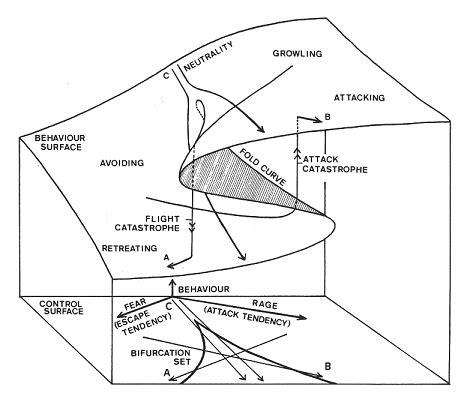 NEUTRALITY
GROWLING
C
ATTACKING
B
BEHAVIOUR
SURFACE
AVOIDING
FOLD CURVE
ATTACK
CATASTROPHE
FLIGHT
CATASTROPHE
RETREATING
A
BEHAVIOUR
CONTROL
SURFACE
FEAR
(ESCAPE
TENDENCY)
C
RAGE
(ATTACK TENDENCY)
BIFURCATION
SET
A
B